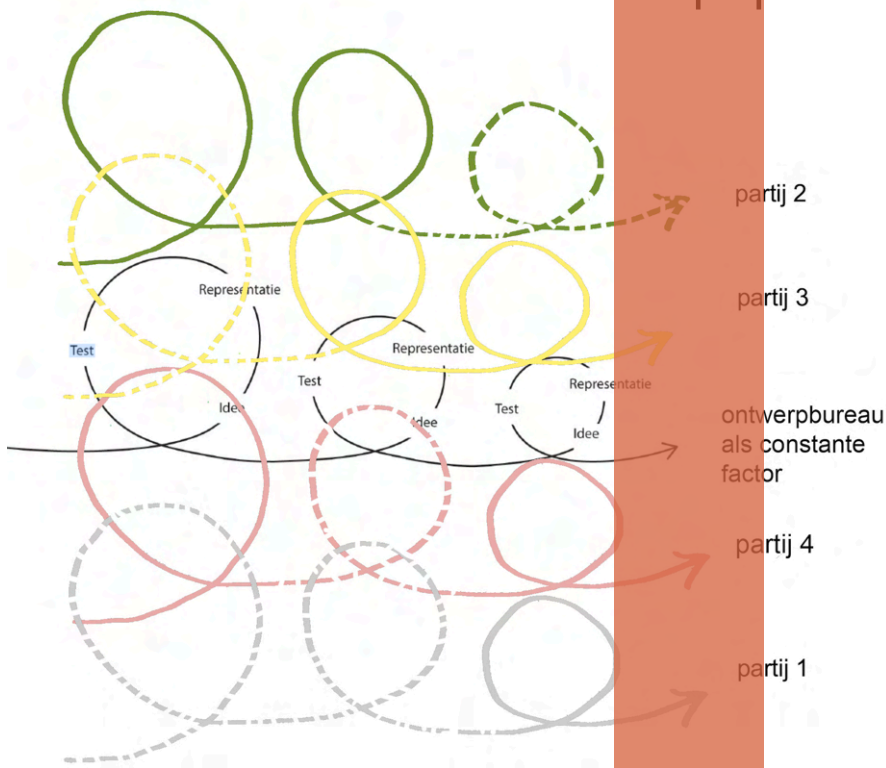 partij 2
Representatie
partij 3
Test
Representatie
Test
Representatie
Idee
Test
Idee
Idee
ontwerpbureau
als constante
factor
partij 4
partij 1